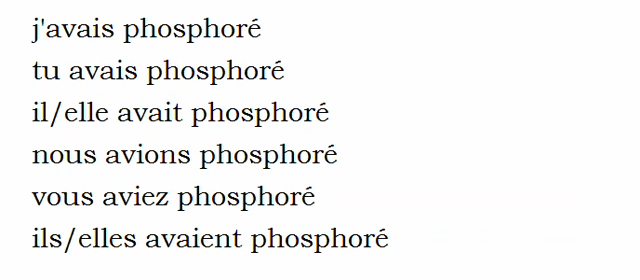 j'avais phosphoré
tu avais phosphoré
il/elle avait phosphoré
nous avions phosphoré
vous aviez phosphoré
ils/elles avaient phosphoré